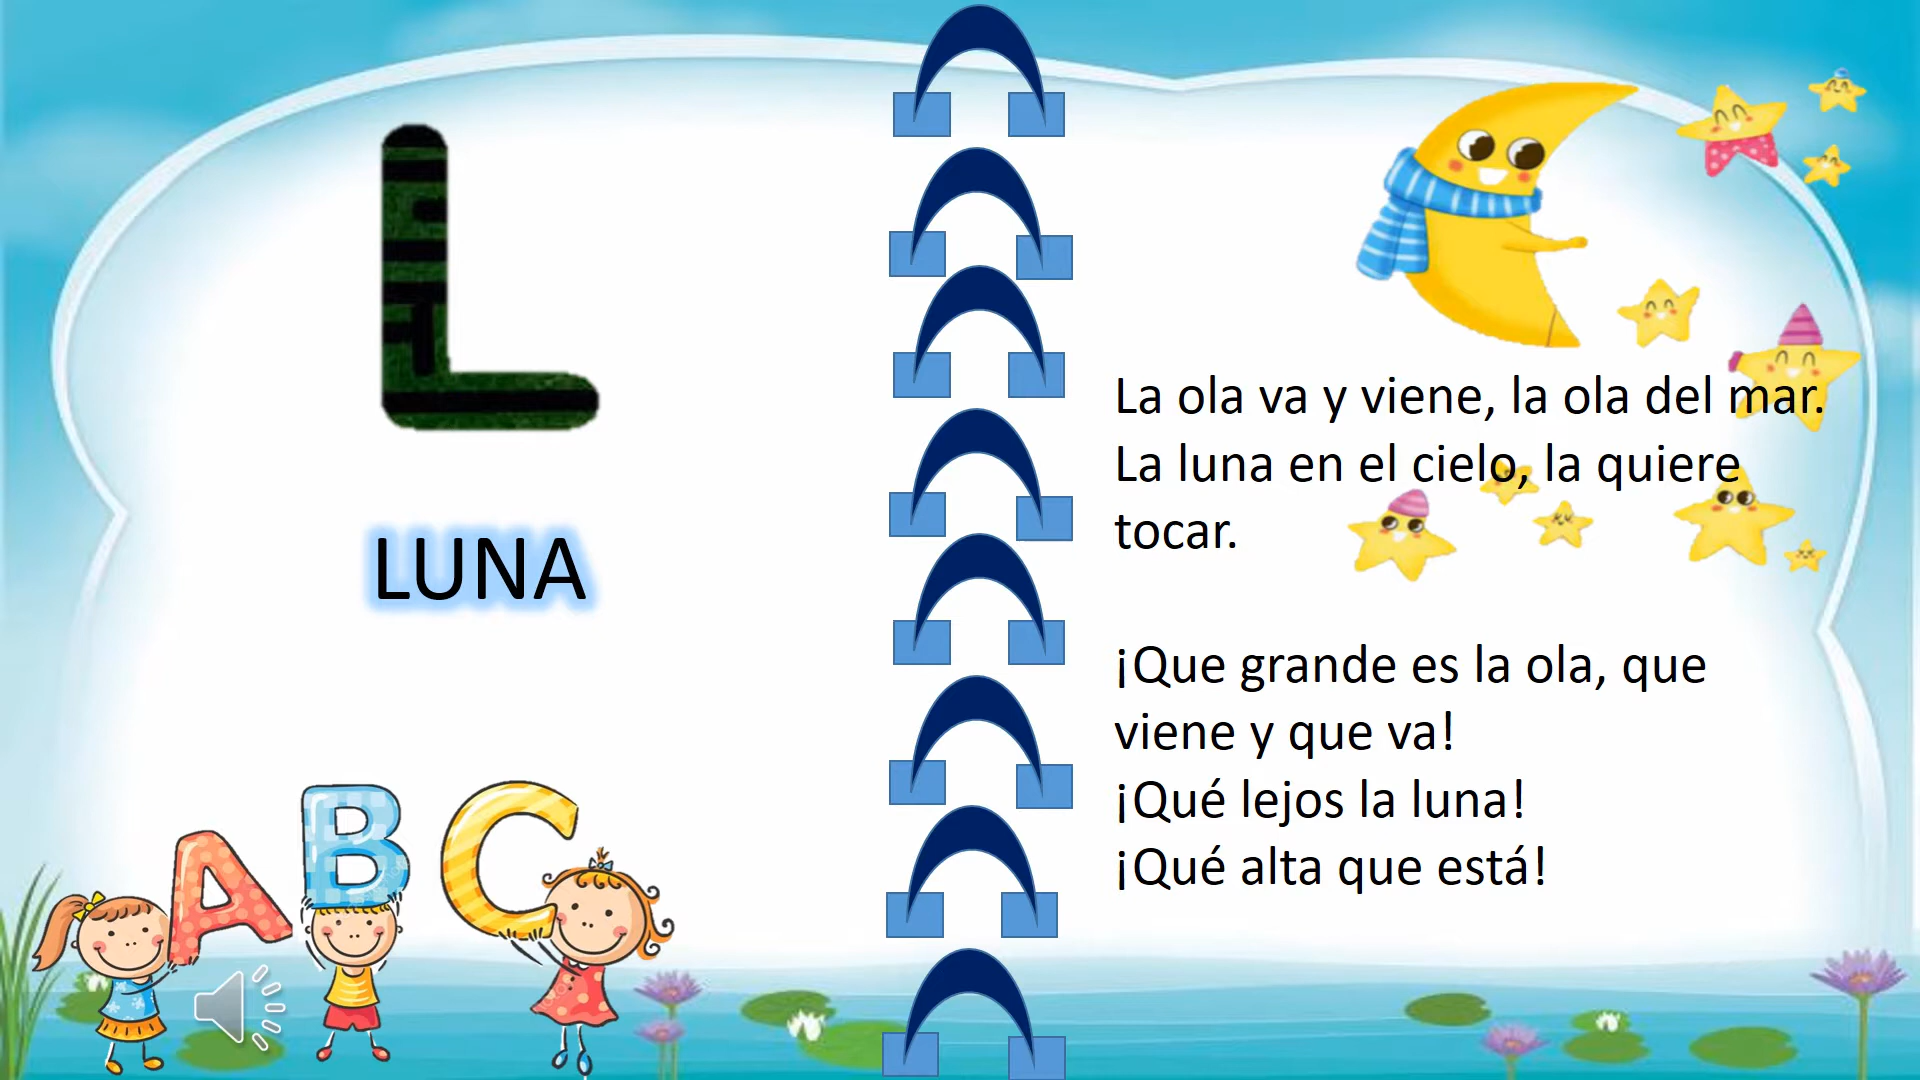 L
LUNA
A B C
La ola va y viene, la ola del mar.
La luna en el cielo, la quiere
tocar.
¡Que grande es la ola, que
viene y que va!
¡Qué lejos la luna!
¡Qué alta que está!